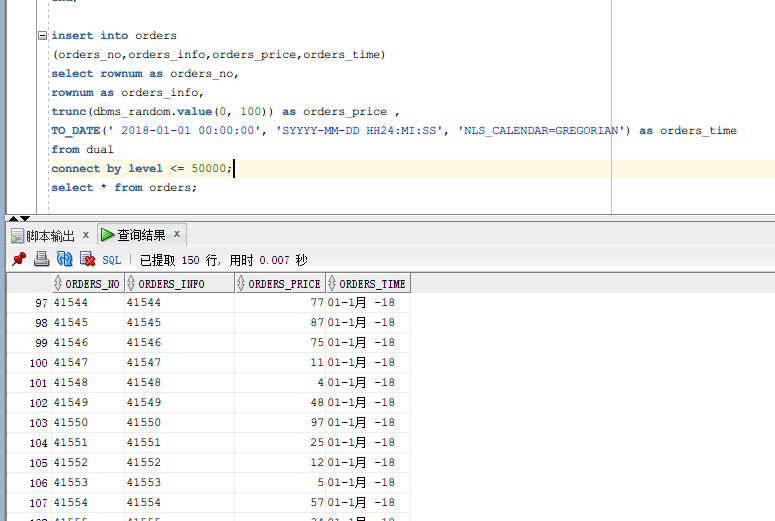 insert into orders
(orders_no,orders_info,orders_price,orders_time)
select rownum as orders_no,
rownum as orders_info,
trunc(dbms_random.value(0, 100)) as orders_price ,
TO_DATE(' 2018-01-01 00:00:00', 'SYYYY-MM-DD HH24:MI:SS', 'NLS_CALENDAR=GREGORIAN') as orders_time
from dual
connect by level <= 50000;
select * from orders;
脚本输出 x 查询结果 x
SQL | 已提取 150 行, 用时 0.007 秒
ORDERS_NO ORDERS_INFO ORDERS_PRICE ORDERS_TIME
97 41544 41544 77 01-1月 -18
98 41545 41545 87 01-1月 -18
99 41546 41546 75 01-1月 -18
100 41547 41547 11 01-1月 -18
101 41548 41548 4 01-1月 -18
102 41549 41549 48 01-1月 -18
103 41550 41550 97 01-1月 -18
104 41551 41551 25 01-1月 -18
105 41552 41552 12 01-1月 -18
106 41553 41553 5 01-1月 -18
107 41554 41554 57 01-1月 -18